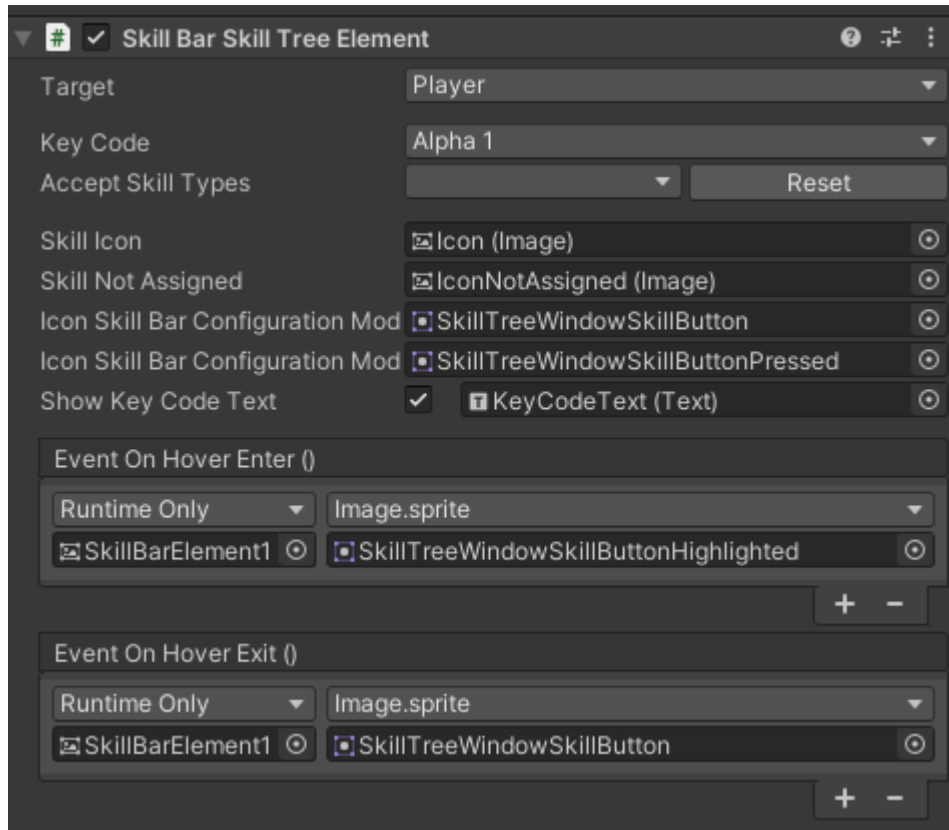 Skill Bar Skill Tree Element
Target Player
Key Code Alpha 1
Accept Skill Types Reset
Skill Icon Icon (Image)
Skill Not Assigned IconNotAssigned (Image)
Icon Skill Bar Configuration Mod SkillTreeWindowSkillButton
Icon Skill Bar Configuration Mod SkillTreeWindowSkillButtonPressed
Show Key Code Text KeyCodeText (Text)
Event On Hover Enter ()
Runtime Only Image.sprite
SkillBarElement1 SkillTreeWindowSkillButtonHighlighted
+ −
Event On Hover Exit ()
Runtime Only Image.sprite
SkillBarElement1 SkillTreeWindowSkillButton
+ −